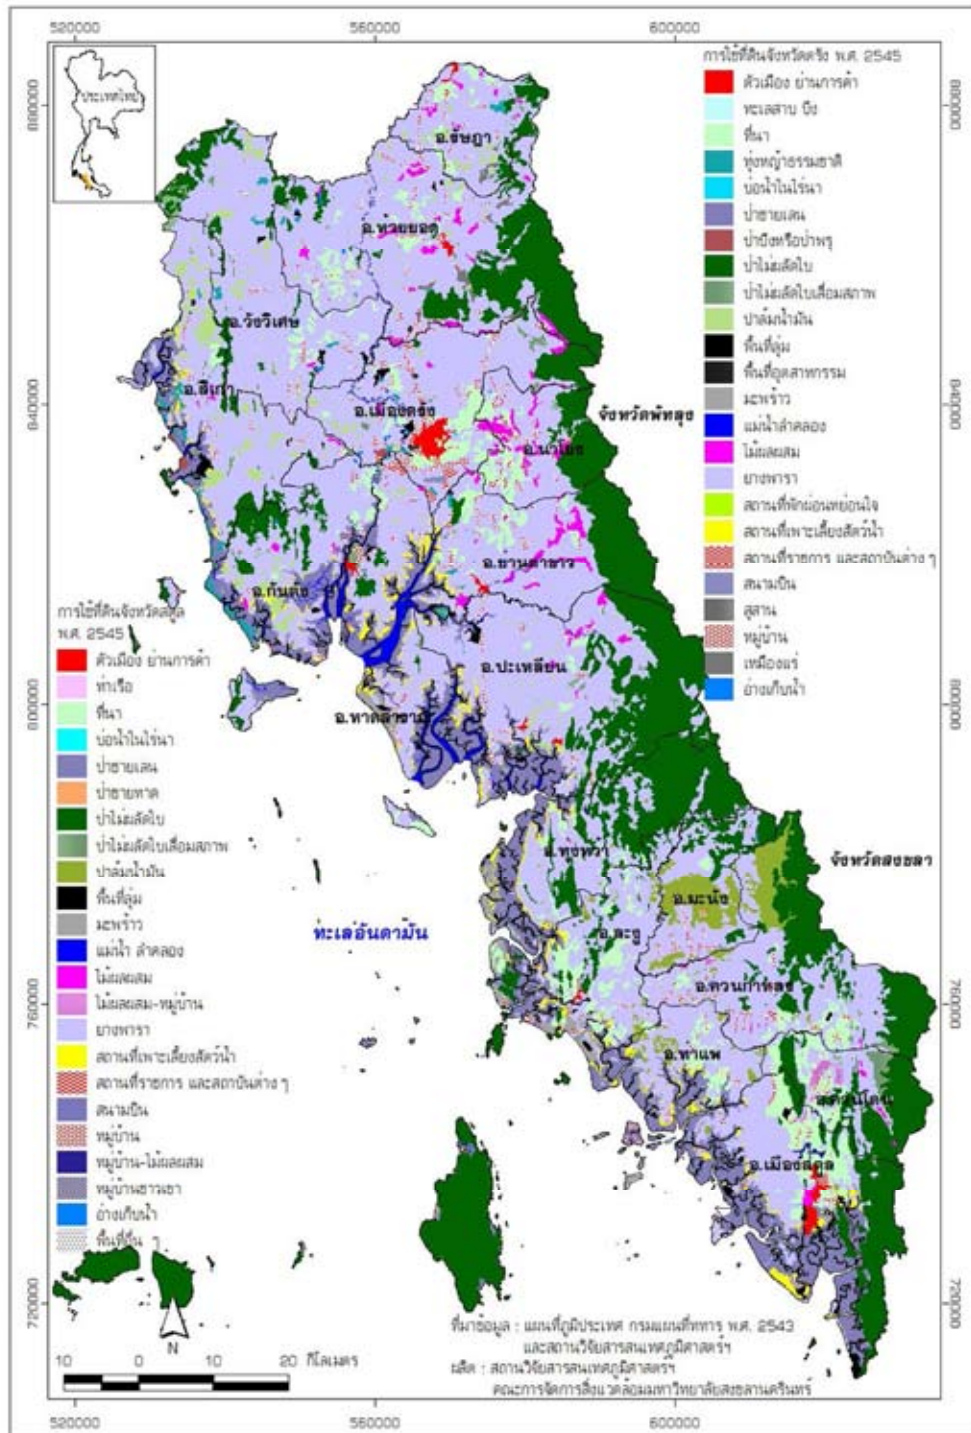 520000
560000
600000
880000
840000
800000
760000
720000
ประเทศไทย
การใช้ที่ดินจังหวัดตรัง พ.ศ. 2545
ตัวเมือง ย่านการค้า
ทะเลสาบ บึง
ที่นา
ทุ่งหญ้าธรรมชาติ
บ่อน้ำในไร่นา
ป่าชายเลน
ป่าบึงหรือป่าพรุ
ป่าไม่ผลัดใบ
ป่าไม่ผลัดใบเสื่อมสภาพ
ปาล์มน้ำมัน
พื้นที่ลุ่ม
พื้นที่อุตสาหกรรม
มะพร้าว
แม่น้ำลำคลอง
ไม้ผลผสม
ยางพารา
สถานที่พักผ่อนหย่อนใจ
สถานที่เพาะเลี้ยงสัตว์น้ำ
สถานที่ราชการ และสถาบันต่าง ๆ
สนามบิน
สุสาน
หมู่บ้าน
เหมืองแร่
อ่างเก็บน้ำ
อ.รัษฎา
อ.ห้วยยอด
อ.วังวิเศษ
อ.สิเกา
อ.เมืองตรัง
อ.นาโยง
จังหวัดพัทลุง
อ.ย่านตาขาว
อ.กันตัง
อ.ปะเหลียน
อ.หาดสำราญ
อ.ทุ่งหว้า
อ.มะนัง
จังหวัดสงขลา
อ.ละงู
อ.ควนกาหลง
อ.ท่าแพ
อ.ควนโดน
อ.เมืองสตูล
ทะเลอันดามัน
การใช้ที่ดินจังหวัดสตูล
พ.ศ. 2545
ตัวเมือง ย่านการค้า
ท่าเรือ
ที่นา
บ่อน้ำในไร่นา
ป่าชายเลน
ป่าชายหาด
ป่าไม่ผลัดใบ
ป่าไม่ผลัดใบเสื่อมสภาพ
ปาล์มน้ำมัน
พื้นที่ลุ่ม
มะพร้าว
แม่น้ำ ลำคลอง
ไม้ผลผสม
ไม้ผลผสม-หมู่บ้าน
ยางพารา
สถานที่เพาะเลี้ยงสัตว์น้ำ
สถานที่ราชการ และสถาบันต่าง ๆ
สนามบิน
หมู่บ้าน
หมู่บ้าน-ไม้ผลผสม
หมู่บ้านชาวเขา
อ่างเก็บน้ำ
พื้นที่อื่น ๆ
N
10 0 10 20 กิโลเมตร
ที่มาข้อมูล : แผนที่ภูมิประเทศ กรมแผนที่ทหาร พ.ศ. 2543
และสถานวิจัยสารสนเทศภูมิศาสตร์ฯ
ผลิต : สถานวิจัยสารสนเทศภูมิศาสตร์ฯ
คณะการจัดการสิ่งแวดล้อมมหาวิทยาลัยสงขลานครินทร์
880000
840000
800000
760000
720000
520000
560000
600000